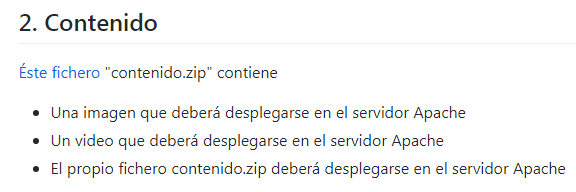 2. Contenido
Éste fichero "contenido.zip" contiene
Una imagen que deberá desplegarse en el servidor Apache
Un video que deberá desplegarse en el servidor Apache
El propio fichero contenido.zip deberá desplegarse en el servidor Apache